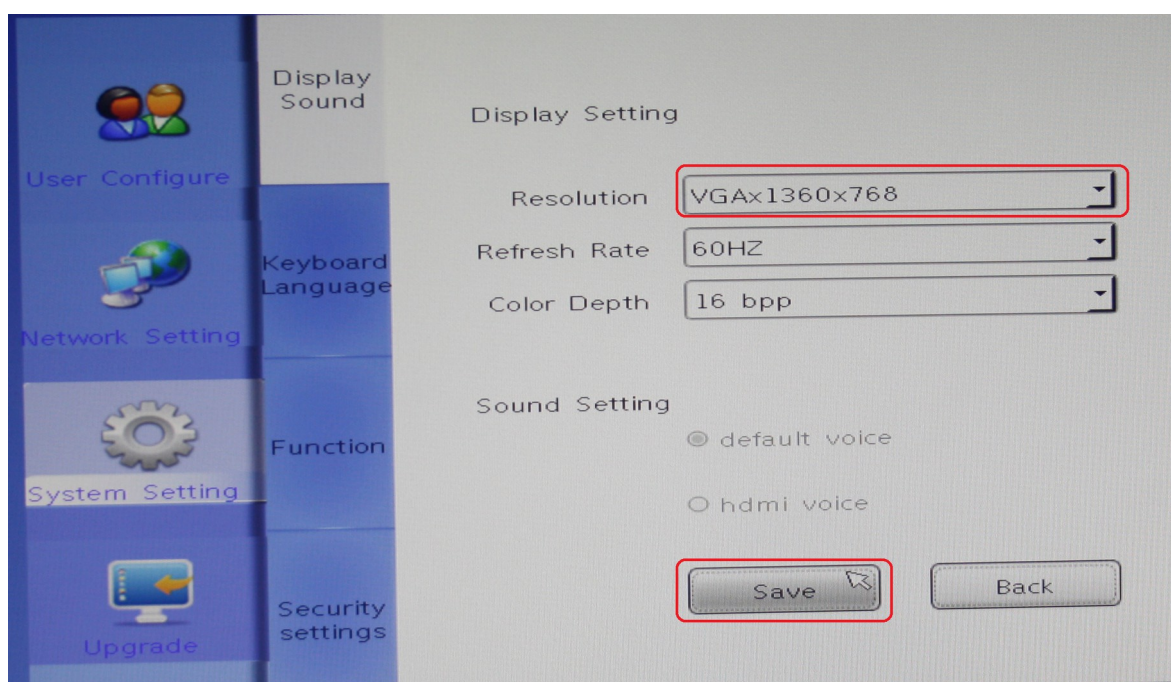 User Configure
Network Setting
System Setting
Upgrade
Display
Sound
Keyboard
Language
Function
Security
settings
Display Setting
Resolution VGAx1360x768
Refresh Rate 60HZ
Color Depth 16 bpp
Sound Setting
default voice
hdmi voice
Save Back